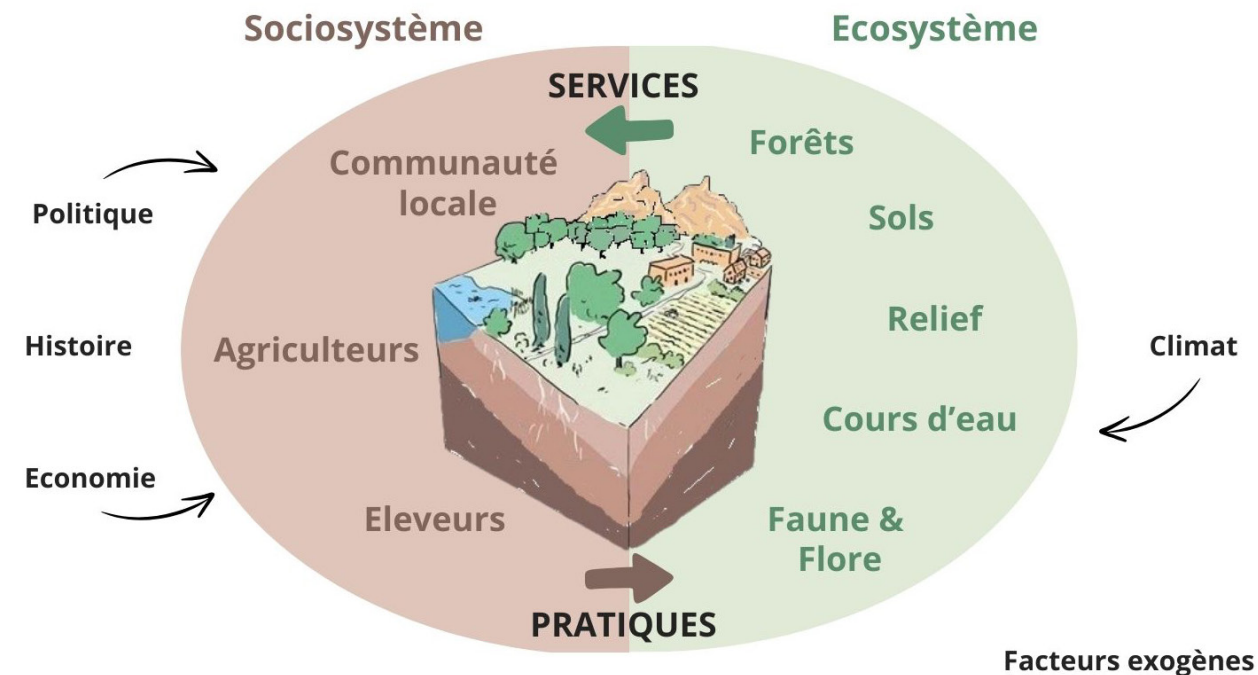 Sociosystème
Ecosystème
SERVICES
Communauté
locale
Forêts
Politique
Sols
Relief
Histoire
Agriculteurs
Climat
Cours d’eau
Economie
Eleveurs
Faune &
Flore
PRATIQUES
Facteurs exogènes